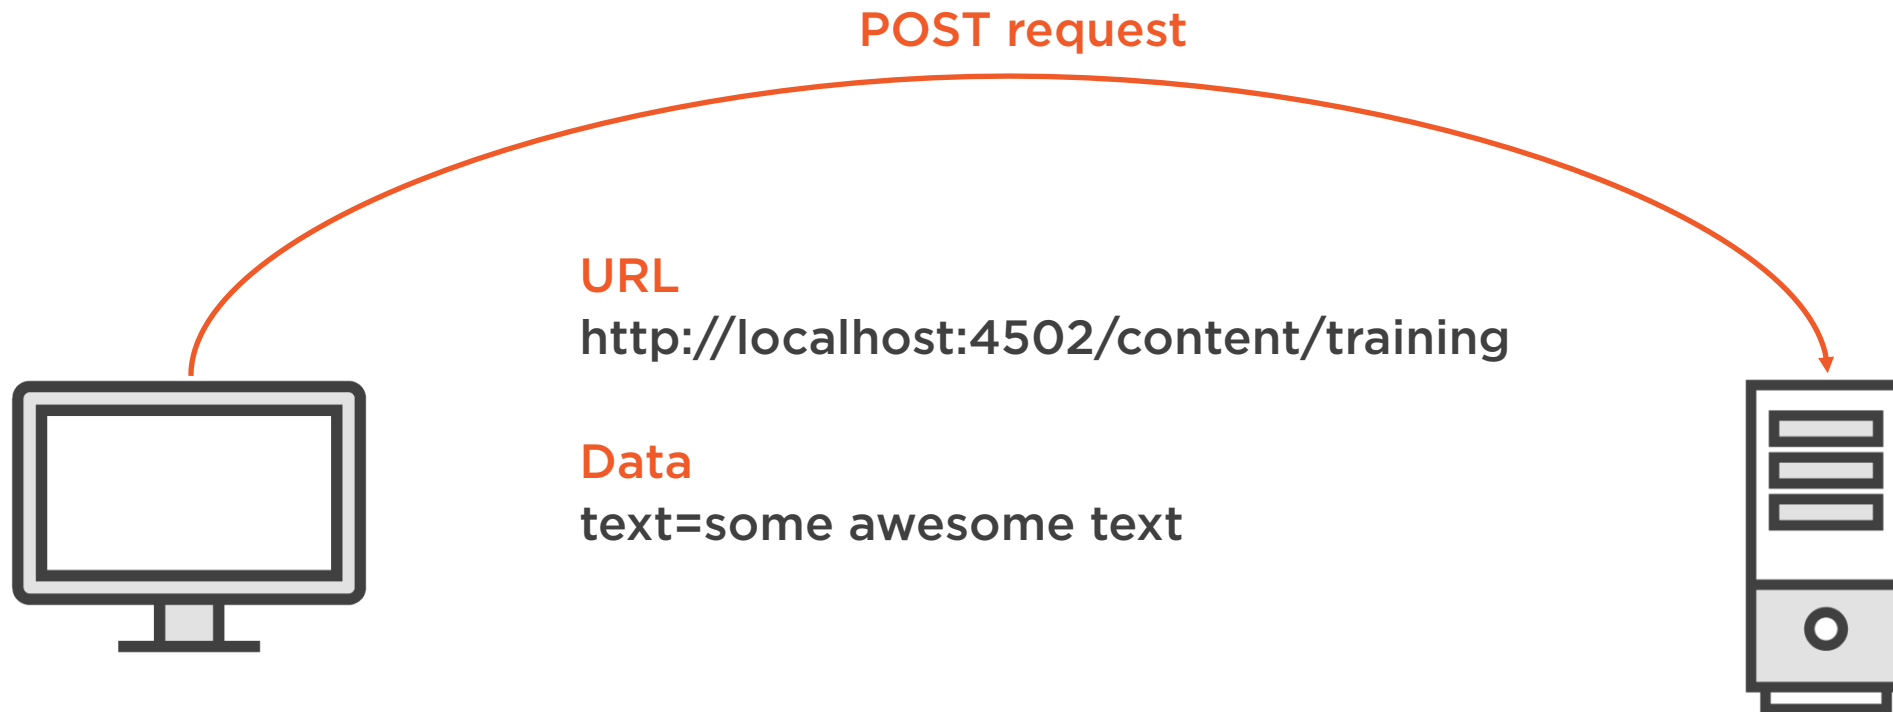 POST request
URL
http://localhost:4502/content/training
Data
text=some awesome text